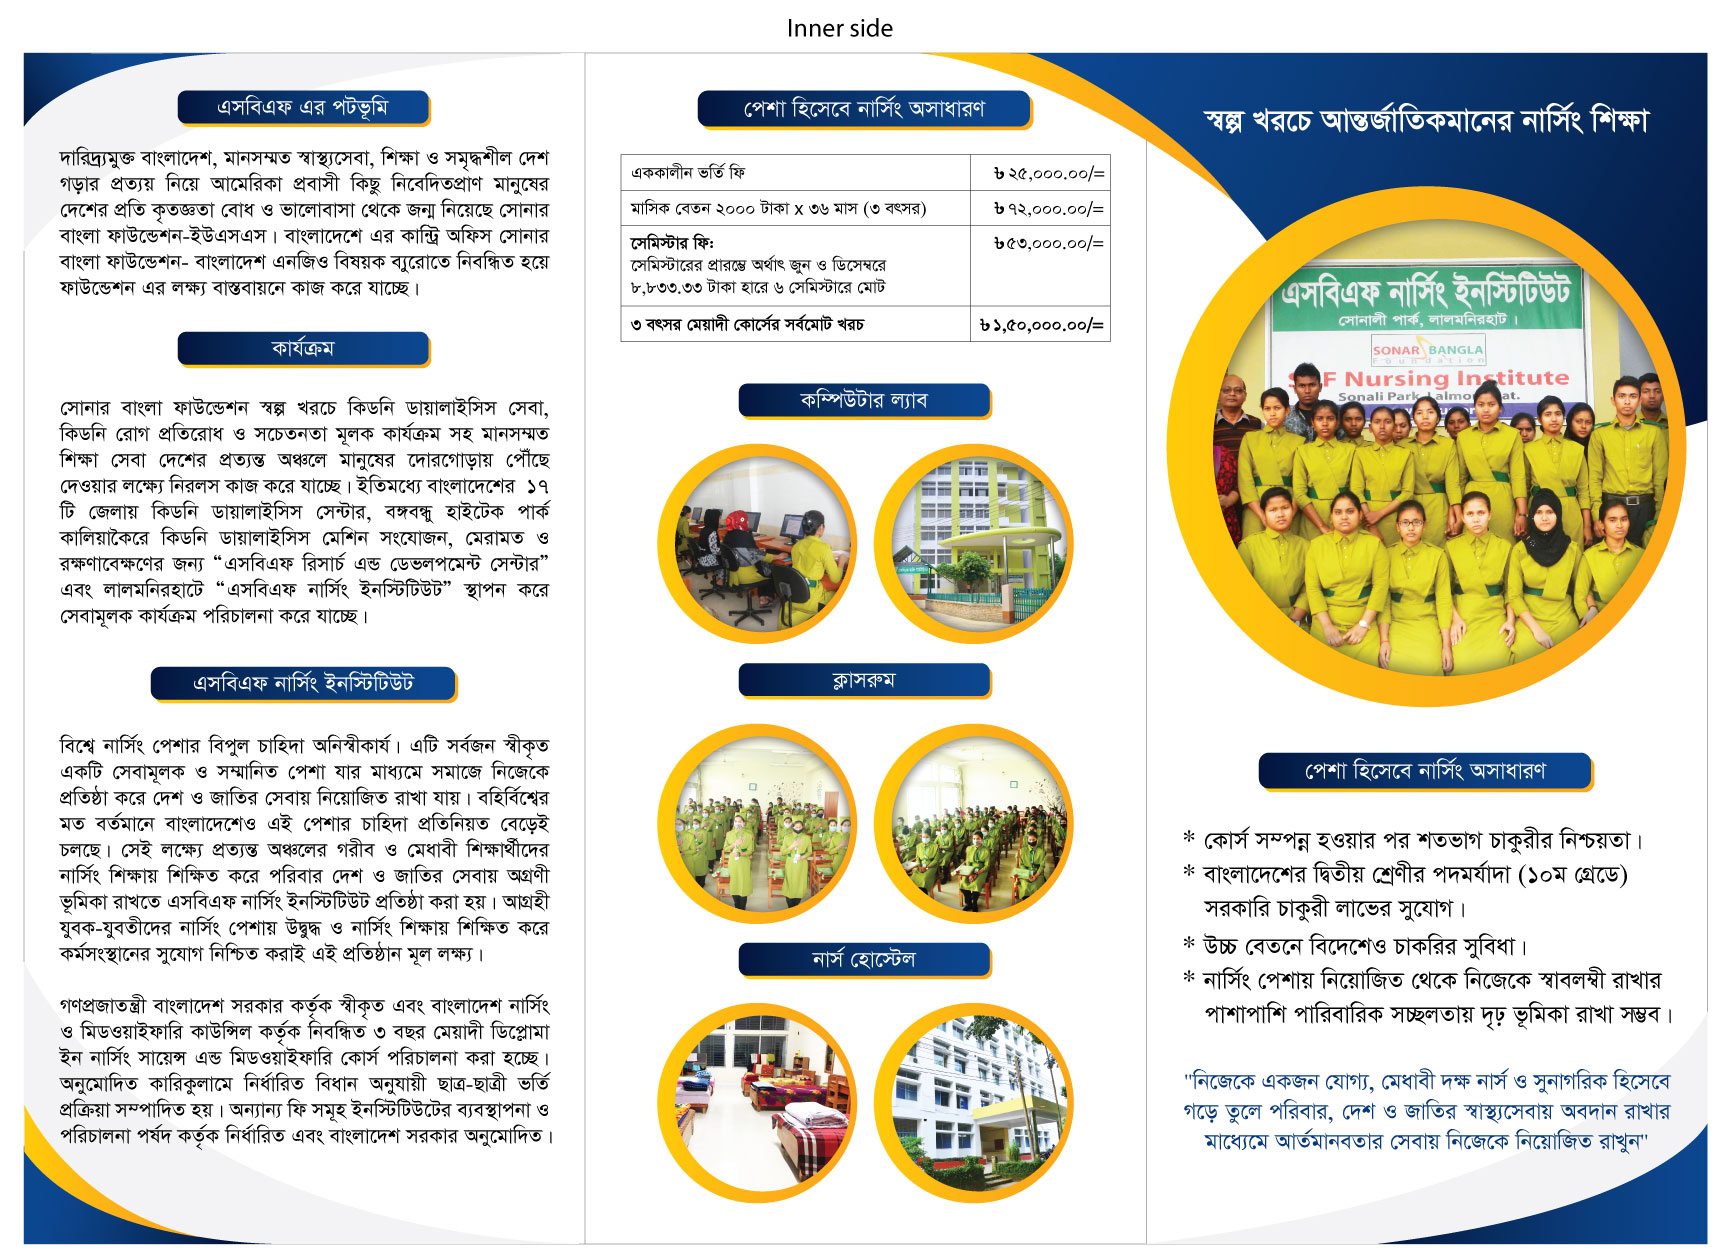 Inner side
এসবিএফ এর পটভূমি
দারিদ্র্যমুক্ত বাংলাদেশ, মানসম্মত স্বাস্থ্যসেবা, শিক্ষা ও সমৃদ্ধশীল দেশ
গড়ার প্রত্যয় নিয়ে আমেরিকা প্রবাসী কিছু নিবেদিতপ্রাণ মানুষের
দেশের প্রতি কৃতজ্ঞতা বোধ ও ভালোবাসা থেকে জন্ম নিয়েছে সোনার
বাংলা ফাউন্ডেশন-ইউএসএস। বাংলাদেশে এর কান্ট্রি অফিস সোনার
বাংলা ফাউন্ডেশন- বাংলাদেশ এনজিও বিষয়ক ব্যুরোতে নিবন্ধিত হয়ে
ফাউন্ডেশন এর লক্ষ্য বাস্তবায়নে কাজ করে যাচ্ছে।
কার্যক্রম
সোনার বাংলা ফাউন্ডেশন স্বল্প খরচে কিডনি ডায়ালাইসিস সেবা,
কিডনি রোগ প্রতিরোধ ও সচেতনতা মূলক কার্যক্রম সহ মানসম্মত
শিক্ষা সেবা দেশের প্রত্যন্ত অঞ্চলে মানুষের দোরগোড়ায় পৌঁছে
দেওয়ার লক্ষ্যে নিরলস কাজ করে যাচ্ছে। ইতিমধ্যে বাংলাদেশের ১৭
টি জেলায় কিডনি ডায়ালাইসিস সেন্টার, বঙ্গবন্ধু হাইটেক পার্ক
কালিয়াকৈরে কিডনি ডায়ালাইসিস মেশিন সংযোজন, মেরামত ও
রক্ষণাবেক্ষণের জন্য “এসবিএফ রিসার্চ এন্ড ডেভলপমেন্ট সেন্টার”
এবং লালমনিরহাটে “এসবিএফ নার্সিং ইনস্টিটিউট” স্থাপন করে
সেবামূলক কার্যক্রম পরিচালনা করে যাচ্ছে।
এসবিএফ নার্সিং ইনস্টিটিউট
বিশ্বে নার্সিং পেশার বিপুল চাহিদা অনিস্বীকার্য। এটি সর্বজন স্বীকৃত
একটি সেবামূলক ও সম্মানিত পেশা যার মাধ্যমে সমাজে নিজেকে
প্রতিষ্ঠা করে দেশ ও জাতির সেবায় নিয়োজিত রাখা যায়। বহির্বিশ্বের
মত বর্তমানে বাংলাদেশেও এই পেশার চাহিদা প্রতিনিয়ত বেড়েই
চলছে। সেই লক্ষ্যে প্রত্যন্ত অঞ্চলের গরীব ও মেধাবী শিক্ষার্থীদের
নার্সিং শিক্ষায় শিক্ষিত করে পরিবার দেশ ও জাতির সেবায় অগ্রণী
ভূমিকা রাখতে এসবিএফ নার্সিং ইনস্টিটিউট প্রতিষ্ঠা করা হয়। আগ্রহী
যুবক-যুবতীদের নার্সিং পেশায় উদ্বুদ্ধ ও নার্সিং শিক্ষায় শিক্ষিত করে
কর্মসংস্থানের সুযোগ নিশ্চিত করাই এই প্রতিষ্ঠান মূল লক্ষ্য।
গণপ্রজাতন্ত্রী বাংলাদেশ সরকার কর্তৃক স্বীকৃত এবং বাংলাদেশ নার্সিং
ও মিডওয়াইফারি কাউন্সিল কর্তৃক নিবন্ধিত ৩ বছর মেয়াদী ডিপ্লোমা
ইন নার্সিং সায়েন্স এন্ড মিডওয়াইফারি কোর্স পরিচালনা করা হচ্ছে।
অনুমোদিত কারিকুলামে নির্ধারিত বিধান অনুযায়ী ছাত্র-ছাত্রী ভর্তি
প্রক্রিয়া সম্পাদিত হয়। অন্যান্য ফি সমূহ ইনস্টিটিউটের ব্যবস্থাপনা ও
পরিচালনা পর্ষদ কর্তৃক নির্ধারিত এবং বাংলাদেশ সরকার অনুমোদিত।
পেশা হিসেবে নার্সিং অসাধারণ
এককালীন ভর্তি ফি ৳ ২৫,০০০.০০/=
মাসিক বেতন ২০০০ টাকা x ৩৬ মাস (৩ বৎসর) ৳ ৭২,০০০.০০/=
সেমিস্টার ফি: ৳৫৩,০০০.০০/=
সেমিস্টারের প্রারম্ভে অর্থাৎ জুন ও ডিসেম্বরে
৮,৮৩৩.৩৩ টাকা হারে ৬ সেমিস্টারে মোট
৩ বৎসর মেয়াদী কোর্সের সর্বমোট খরচ ৳ ১,৫০,০০০.০০/=
কম্পিউটার ল্যাব
ক্লাসরুম
নার্স হোস্টেল
স্বল্প খরচে আন্তর্জাতিকমানের নার্সিং শিক্ষা
এসবিএফ নার্সিং ইনস্টিটিউট
সোনালী পার্ক, লালমনিরহাট।
SONAR BANGLA
Foundation
Nursing Institute
Sonali Park
পেশা হিসেবে নার্সিং অসাধারণ
* কোর্স সম্পন্ন হওয়ার পর শতভাগ চাকুরীর নিশ্চয়তা।
* বাংলাদেশের দ্বিতীয় শ্রেণীর পদমর্যাদা (১০ম গ্রেডে)
সরকারি চাকুরী লাভের সুযোগ।
* উচ্চ বেতনে বিদেশেও চাকরির সুবিধা।
* নার্সিং পেশায় নিয়োজিত থেকে নিজেকে স্বাবলম্বী রাখার
পাশাপাশি পারিবারিক সচ্ছলতায় দৃঢ় ভূমিকা রাখা সম্ভব।
"নিজেকে একজন যোগ্য, মেধাবী দক্ষ নার্স ও সুনাগরিক হিসেবে
গড়ে তুলে পরিবার, দেশ ও জাতির স্বাস্থ্যসেবায় অবদান রাখার
মাধ্যেমে আর্তমানবতার সেবায় নিজেকে নিয়োজিত রাখুন"